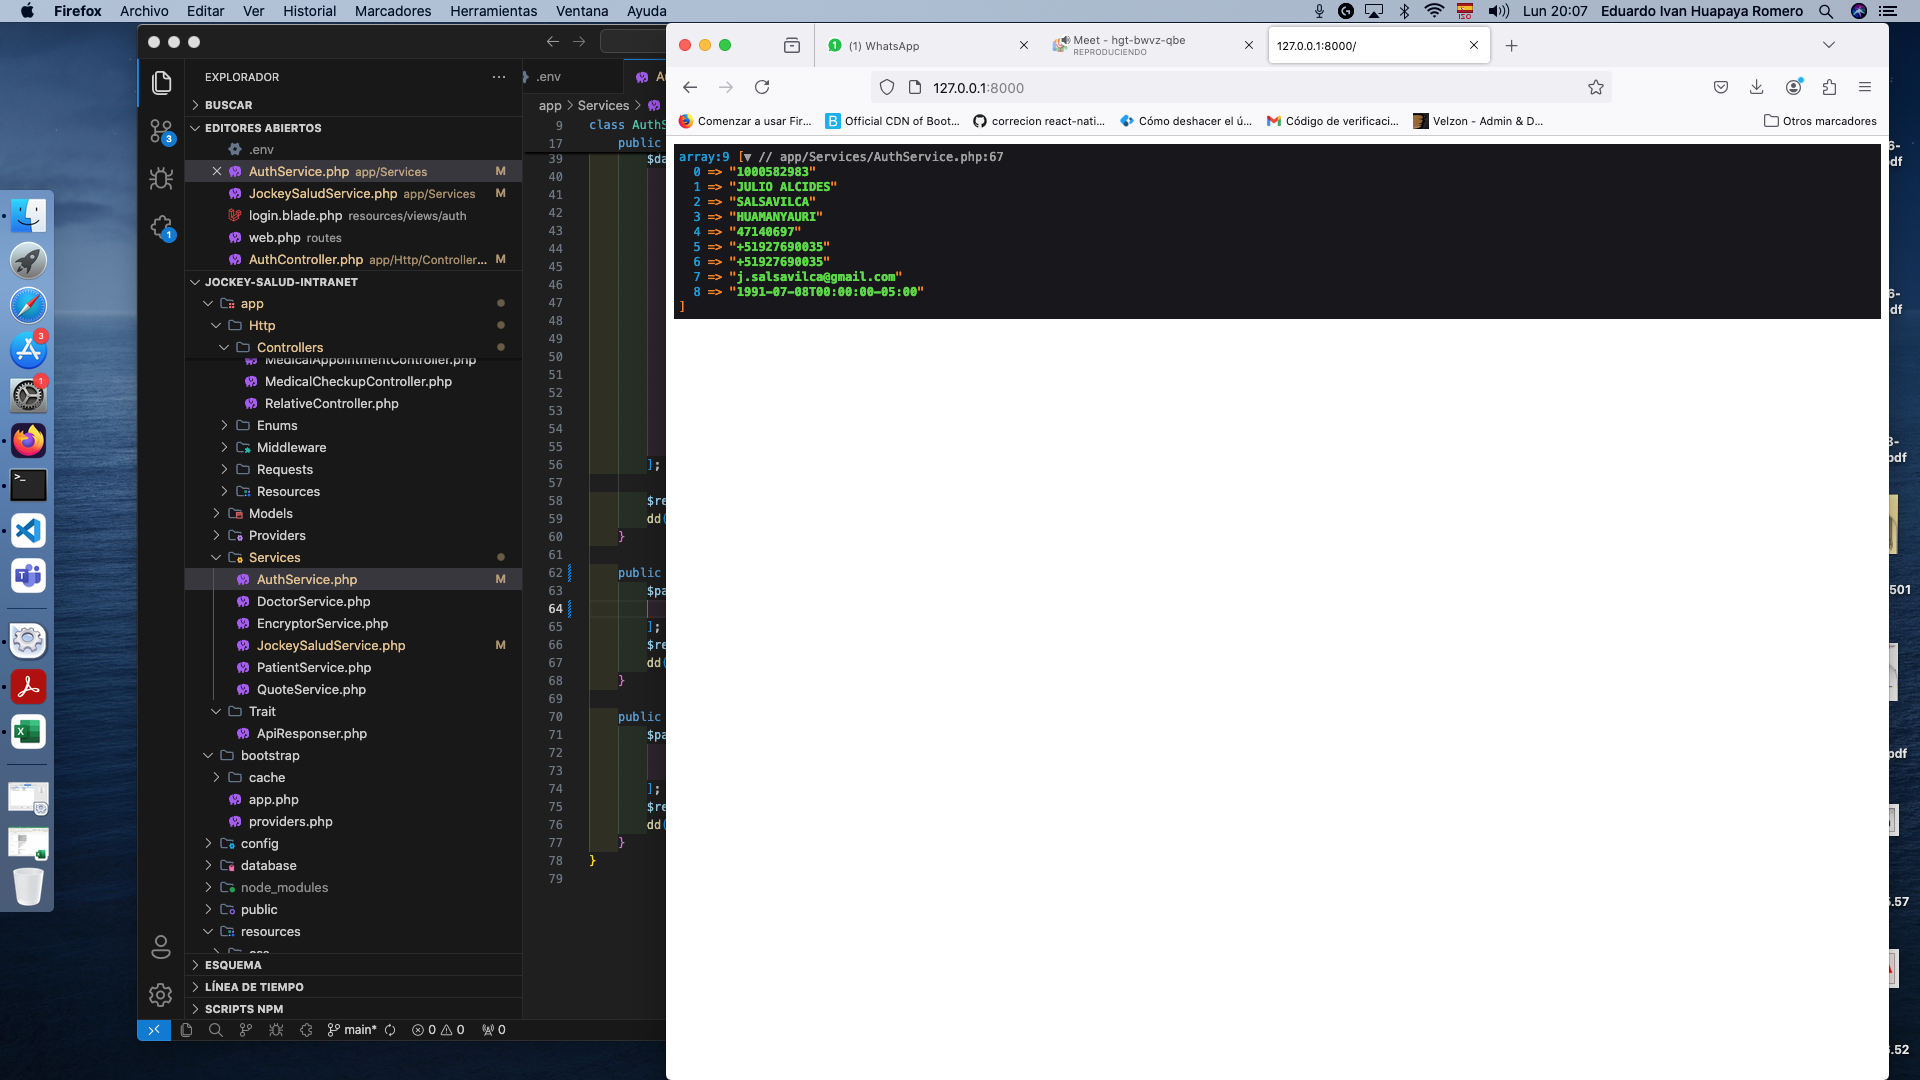 Firefox Archivo Editar Ver Historial Marcadores Herramientas Ventana Ayuda
ISO
Lun 20:07 Eduardo Ivan Huapaya Romero
EXPLORADOR
BUSCAR
EDITORES ABIERTOS
.env
AuthService.php app/Services M
JockeySaludService.php app/Services M
login.blade.php resources/views/auth
web.php routes
AuthController.php app/Http/Controller... M
JOCKEY-SALUD-INTRANET
app
Http
Controllers
MedicalAppointmentController.php
MedicalCheckupController.php
RelativeController.php
Enums
Middleware
Requests
Resources
Models
Providers
Services
AuthService.php M
DoctorService.php
EncryptorService.php
JockeySaludService.php M
PatientService.php
QuoteService.php
Trait
ApiResponser.php
bootstrap
cache
app.php
providers.php
config
database
node_modules
public
resources
ESQUEMA
LÍNEA DE TIEMPO
SCRIPTS NPM
main* 0 0 0
3
1
3
1
.env
app > Services >
9 class AuthS
17 public
39 $da
40
41
42
43
44
45
46
47
48
49
50
51
52
53
54
55
56 ];
57
58 $re
59 dd(
60 }
61
62 public
63 $pa
64
65 ];
66 $re
67 dd(
68 }
69
70 public
71 $pa
72
73
74 ];
75 $re
76 dd(
77 }
78 }
79
1 (1) WhatsApp
Meet - hgt-bwvz-qbe
REPRODUCIENDO
127.0.0.1:8000/
127.0.0.1:8000
Comenzar a usar Fir...
Official CDN of Boot...
correcion react-nati...
Cómo deshacer el ú...
Código de verificaci...
Velzon - Admin & D...
Otros marcadores
array:9 [▼ // app/Services/AuthService.php:67
0 => "1000582983"
1 => "JULIO ALCIDES"
2 => "SALSAVILCA"
3 => "HUAMANYAURI"
4 => "47140697"
5 => "+51927690035"
6 => "+51927690035"
7 => "j.salsavilca@gmail.com"
8 => "1991-07-08T00:00:00-05:00"
]
501
5.57
5.52